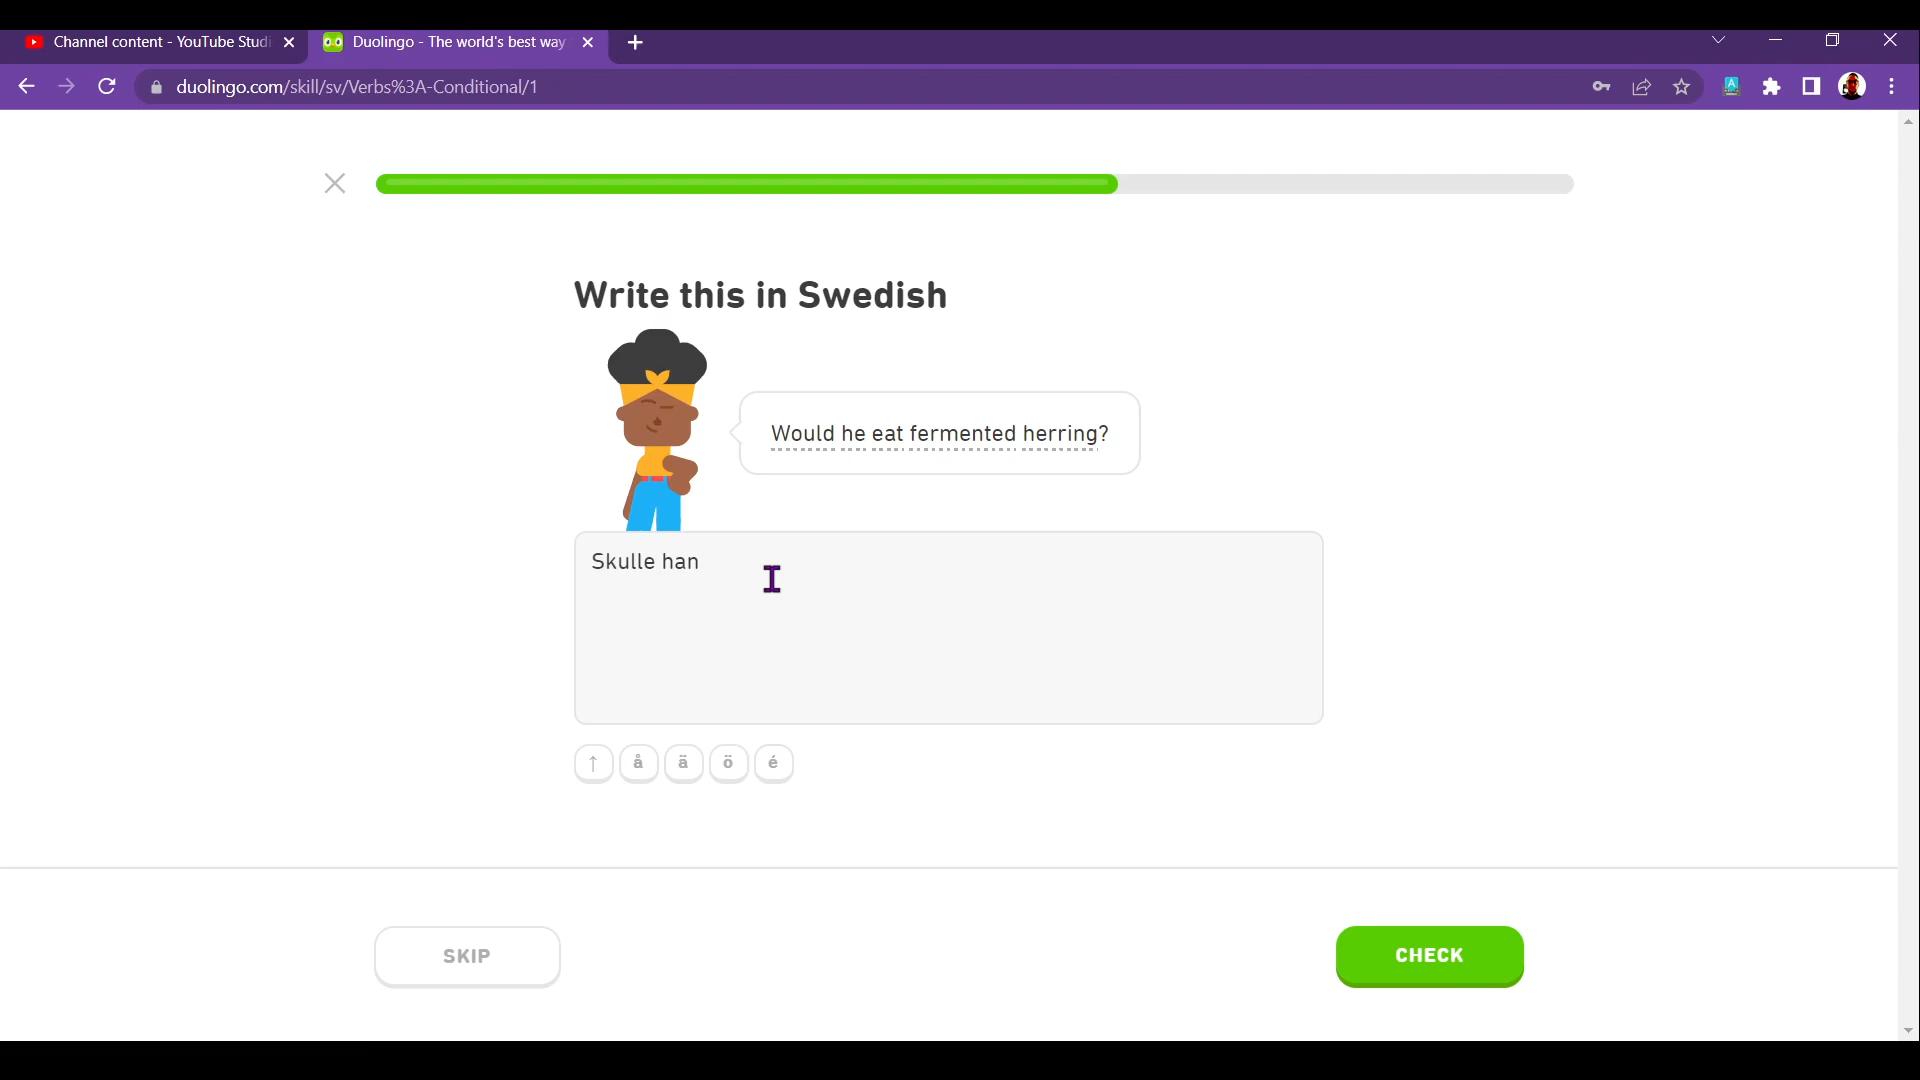 Channel content - YouTube Studi
Duolingo - The world's best way
duolingo.com/skill/sv/Verbs%3A-Conditional/1
Write this in Swedish
Would he eat fermented herring?
Skulle han
↑ å ä ö é
SKIP
CHECK